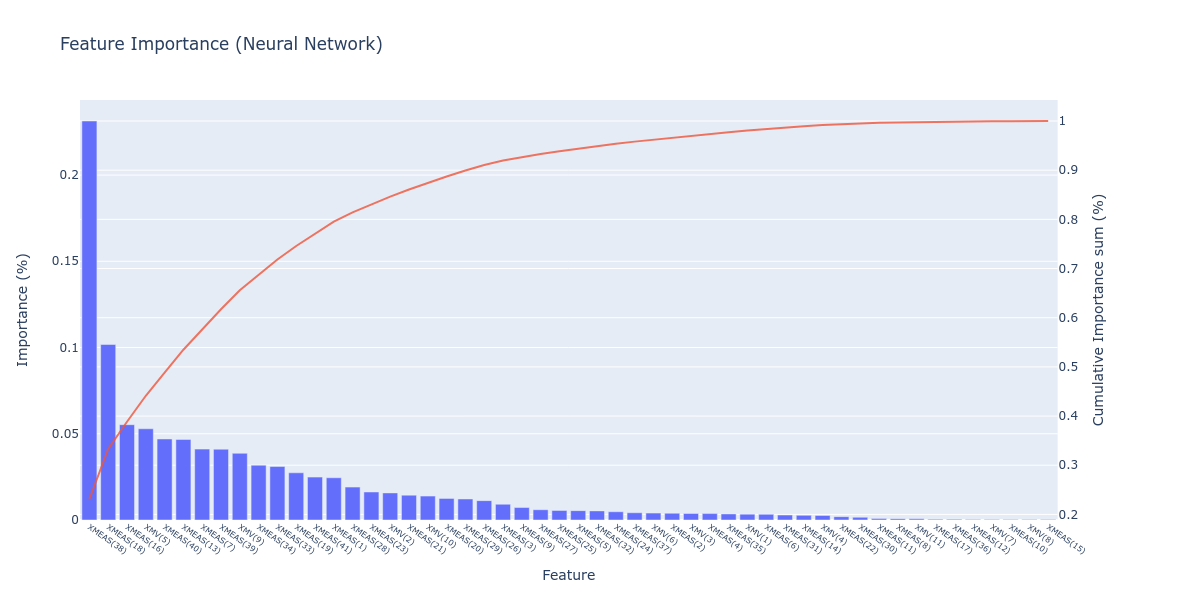 Feature Importance (Neural Network)
Importance (%)
0.2
0.15
0.1
0.05
0
1
0.9
0.8
0.7
0.6
0.5
0.4
0.3
0.2
Cumulative Importance sum (%)
XMEAS(38)
XMEAS(18)
XMEAS(16)
XMV(5)
XMEAS(40)
XMEAS(13)
XMEAS(7)
XMEAS(39)
XMV(9)
XMEAS(34)
XMEAS(33)
XMEAS(19)
XMEAS(41)
XMEAS(1)
XMEAS(28)
XMEAS(23)
XMV(2)
XMEAS(21)
XMV(10)
XMEAS(20)
XMEAS(29)
XMEAS(26)
XMEAS(3)
XMEAS(9)
XMEAS(27)
XMEAS(25)
XMEAS(5)
XMEAS(32)
XMEAS(24)
XMEAS(37)
XMV(6)
XMEAS(2)
XMV(3)
XMEAS(4)
XMEAS(35)
XMV(1)
XMEAS(6)
XMEAS(31)
XMEAS(14)
XMV(4)
XMEAS(22)
XMEAS(30)
XMEAS(11)
XMEAS(8)
XMV(11)
XMEAS(17)
XMEAS(36)
XMEAS(12)
XMV(7)
XMEAS(10)
XMV(8)
XMEAS(15)
Feature